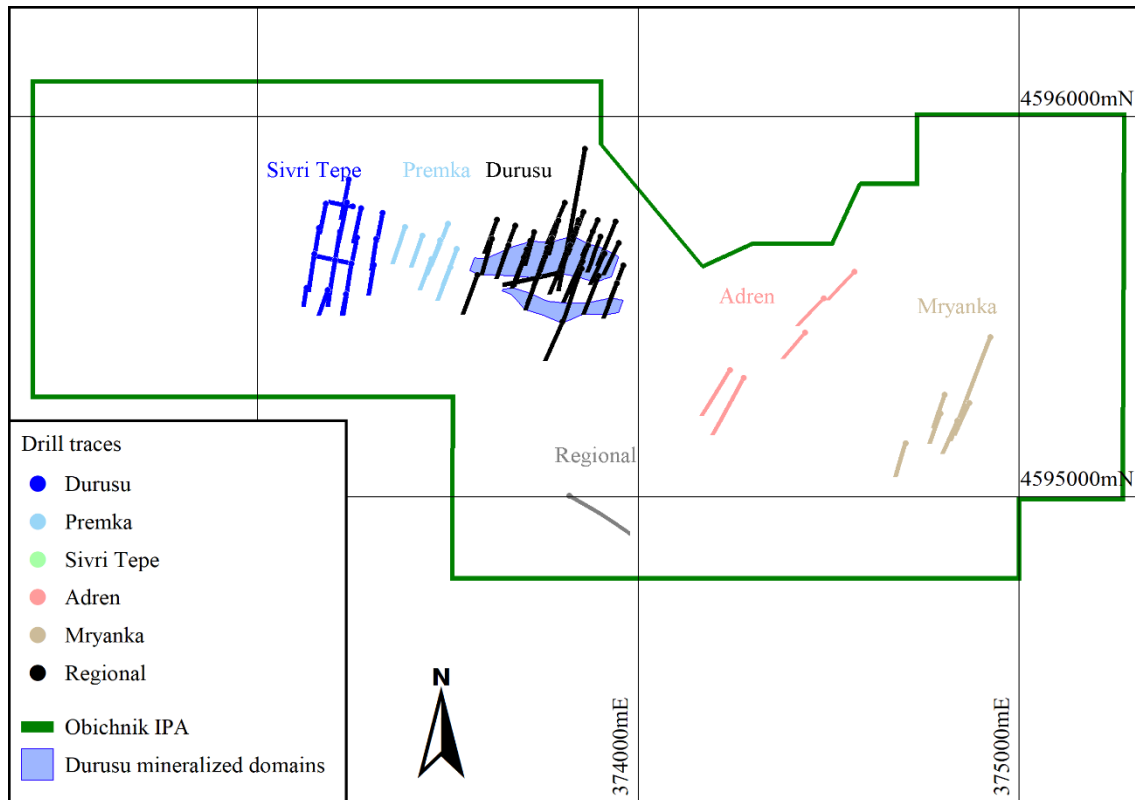 4596000mN
Sivri Tepe
Premka
Durusu
Adren
Mryanka
Regional
4595000mN
Drill traces
Durusu
Premka
Sivri Tepe
Adren
Mryanka
Regional
Obichnik IPA
Durusu mineralized domains
N
374000mE
375000mE